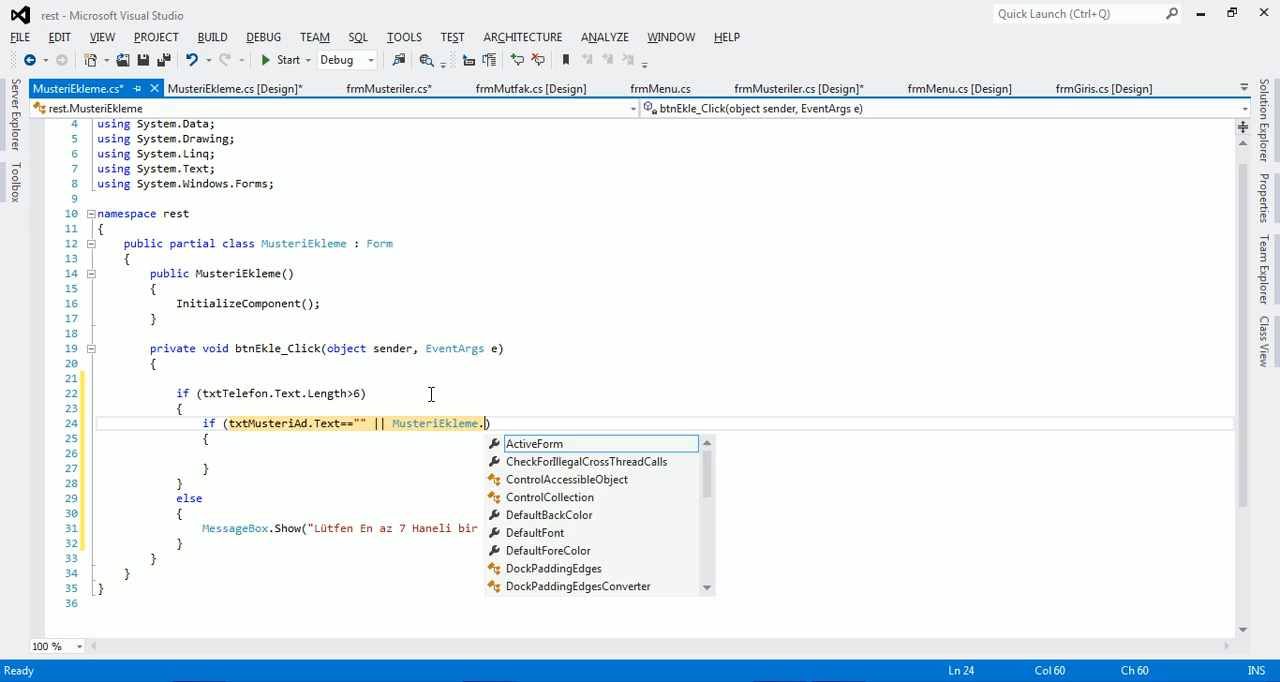 rest - Microsoft Visual Studio
Quick Launch (Ctrl+Q)
FILE EDIT VIEW PROJECT BUILD DEBUG TEAM SQL TOOLS TEST ARCHITECTURE ANALYZE WINDOW HELP
Start Debug
MusteriEkleme.cs* MusteriEkleme.cs [Design]* frmMusteriler.cs* frmMutfak.cs [Design] frmMenu.cs frmMusteriler.cs [Design]* frmMenu.cs [Design] frmGiris.cs [Design]
rest.MusteriEkleme btnEkle_Click(object sender, EventArgs e)
Server Explorer
Toolbox
4 using System.Data;
5 using System.Drawing;
6 using System.Linq;
7 using System.Text;
8 using System.Windows.Forms;
9
10 namespace rest
11 {
12 public partial class MusteriEkleme : Form
13 {
14 public MusteriEkleme()
15 {
16 InitializeComponent();
17 }
18
19 private void btnEkle_Click(object sender, EventArgs e)
20 {
21
22 if (txtTelefon.Text.Length>6)
23 {
24 if (txtMusteriAd.Text=="" || MusteriEkleme.)
25 {
26
27 }
28 }
29 else
30 {
31 MessageBox.Show("Lütfen En az 7 Haneli bir
32 }
33 }
34 }
35 }
36
ActiveForm
CheckForIllegalCrossThreadCalls
ControlAccessibleObject
ControlCollection
DefaultBackColor
DefaultFont
DefaultForeColor
DockPaddingEdges
DockPaddingEdgesConverter
Solution Explorer
Properties
Team Explorer
Class View
100 %
Ready Ln 24 Col 60 Ch 60 INS